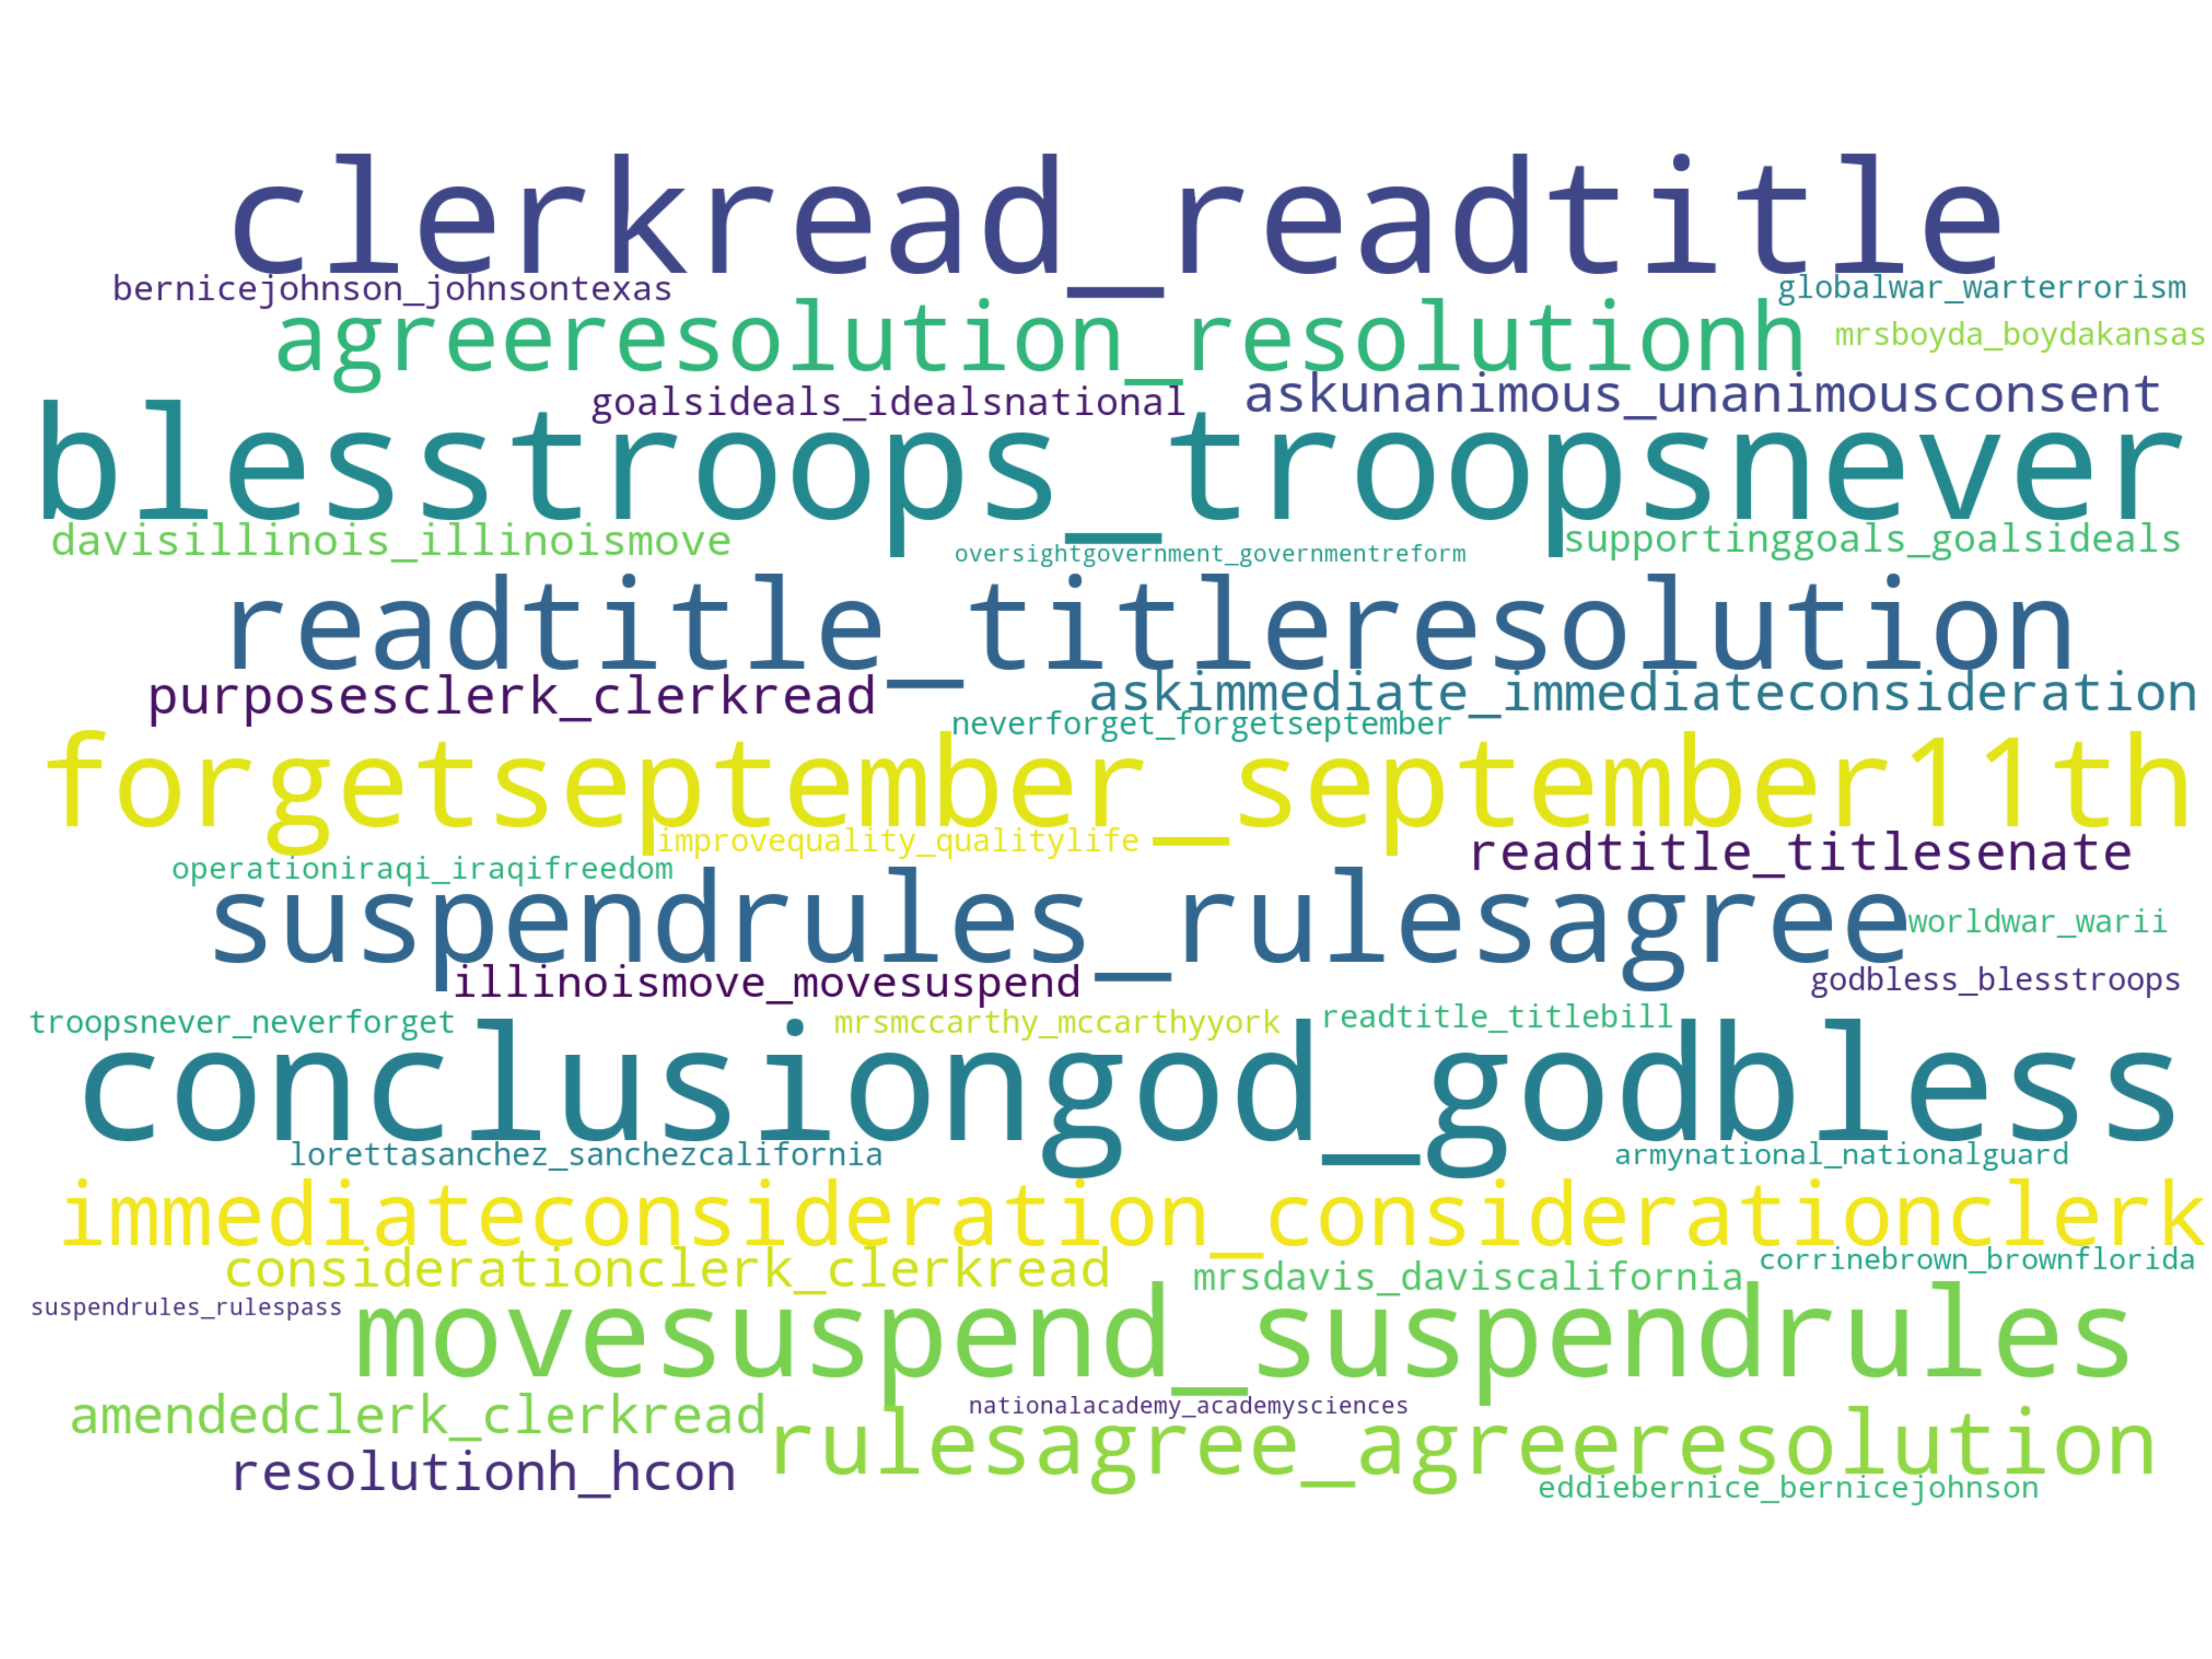 clerkread_readtitle
bernicejohnson_johnsontexas
globalwar_warterrorism
agreeresolution_resolutionh
mrsboyda_boydakansas
goalsideals_idealsnational
askunanimous_unanimousconsent
blesstroops_troopsnever
davisillinois_illinoismove
oversightgovernment_governmentreform
supportinggoals_goalsideals
readtitle_titleresolution
purposesclerk_clerkread
askimmediate_immediateconsideration
neverforget_forgetseptember
forgetseptember_september11th
improvequality_qualitylife
operationiraqi_iraqifreedom
readtitle_titlesenate
suspendrules_rulesagree
worldwar_warii
illinoismove_movesuspend
godbless_blesstroops
troopsnever_neverforget
mrsmccarthy_mccarthyyork
readtitle_titlebill
conclusiongod_godbless
lorettasanchez_sanchezcalifornia
armynational_nationalguard
immediateconsideration_considerationclerk
considerationclerk_clerkread
mrsdavis_daviscalifornia
corrinebrown_brownflorida
suspendrules_rulespass
movesuspend_suspendrules
amendedclerk_clerkread
nationalacademy_academysciences
rulesagree_agreeresolution
resolutionh_hcon
eddiebernice_bernicejohnson